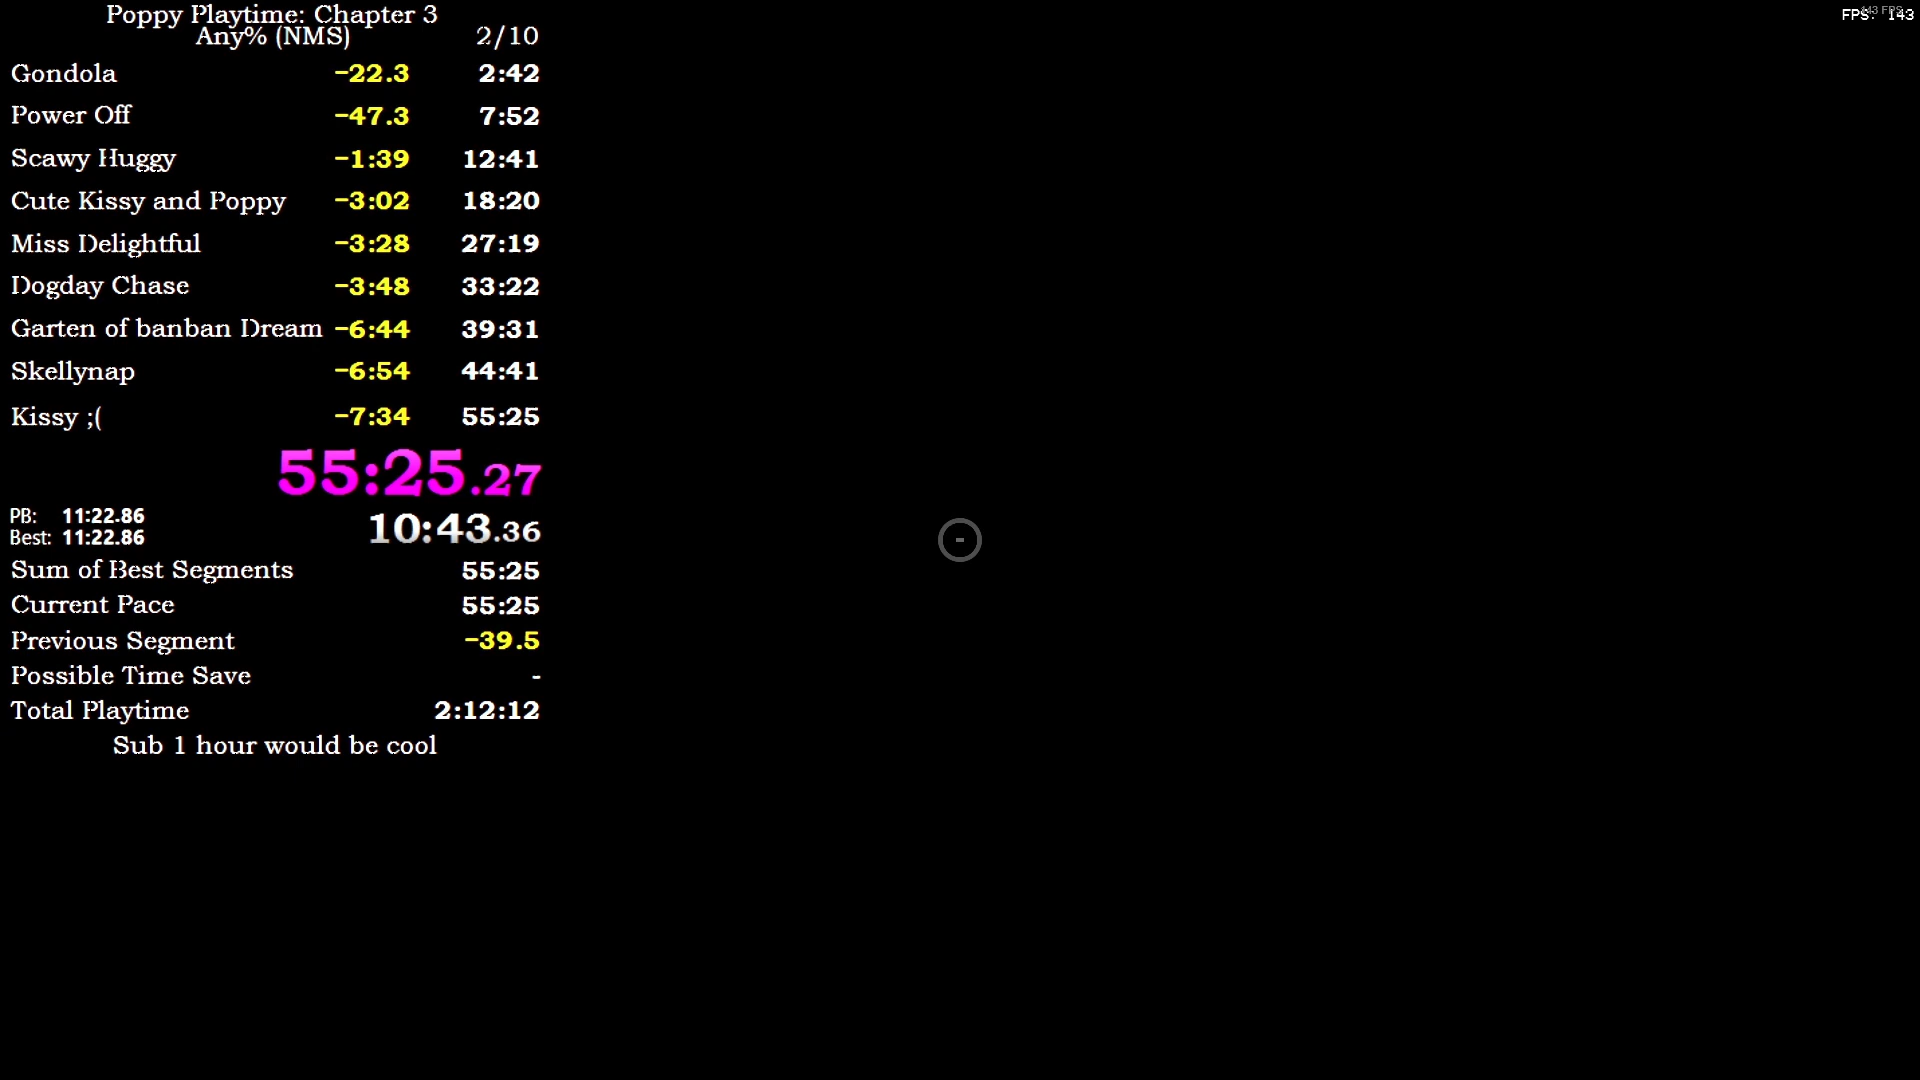 Poppy Playtime: Chapter 3
Any% (NMS) 2/10
Gondola -22.3 2:42
Power Off -47.3 7:52
Scawy Huggy -1:39 12:41
Cute Kissy and Poppy -3:02 18:20
Miss Delightful -3:28 27:19
Dogday Chase -3:48 33:22
Garten of banban Dream -6:44 39:31
Skellynap -6:54 44:41
Kissy ;( -7:34 55:25
55:25.27
PB: 11:22.86 10:43.36
Best: 11:22.86
Sum of Best Segments 55:25
Current Pace 55:25
Previous Segment -39.5
Possible Time Save -
Total Playtime 2:12:12
Sub 1 hour would be cool
FPS: 143
143 FPS